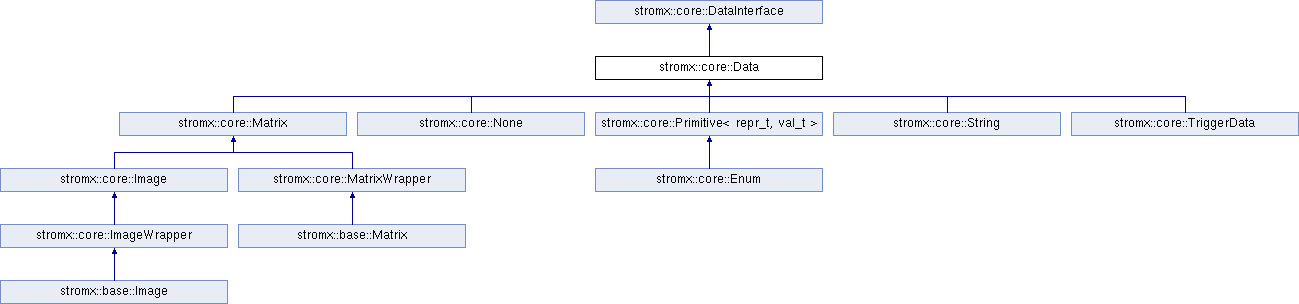 stromx::core::DataInterface
stromx::core::Data
stromx::core::Matrix
stromx::core::None
stromx::core::Primitive< repr_t, val_t >
stromx::core::String
stromx::core::TriggerData
stromx::core::Image
stromx::core::MatrixWrapper
stromx::core::Enum
stromx::core::ImageWrapper
stromx::base::Matrix
stromx::base::Image